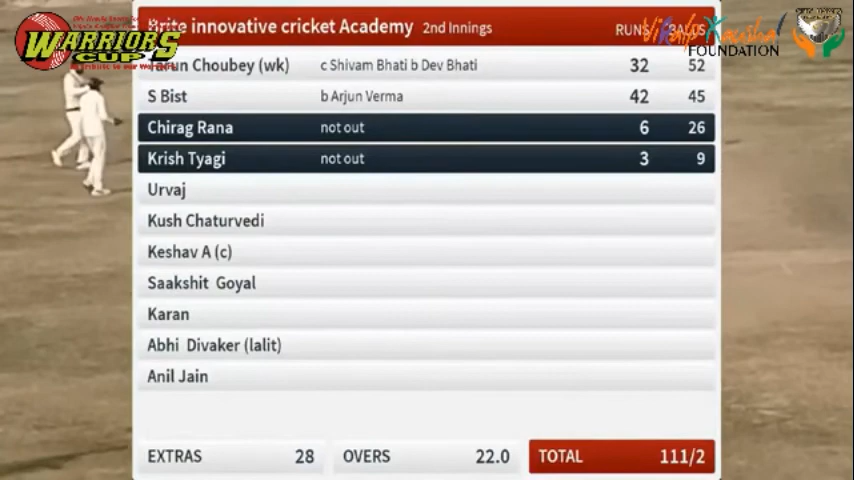 WARRIORS
CUP
Brite innovative cricket Academy 2nd Innings RUNS BALLS
FOUNDATION
Choubey (wk) c Shivam Bhati b Dev Bhati 32 52
S Bist b Arjun Verma 42 45
Chirag Rana not out 6 26
Krish Tyagi not out 3 9
Urvaj
Kush Chaturvedi
Keshav A (c)
Saakshit Goyal
Karan
Abhi Divaker (lalit)
Anil Jain
EXTRAS 28 OVERS 22.0 TOTAL 111/2